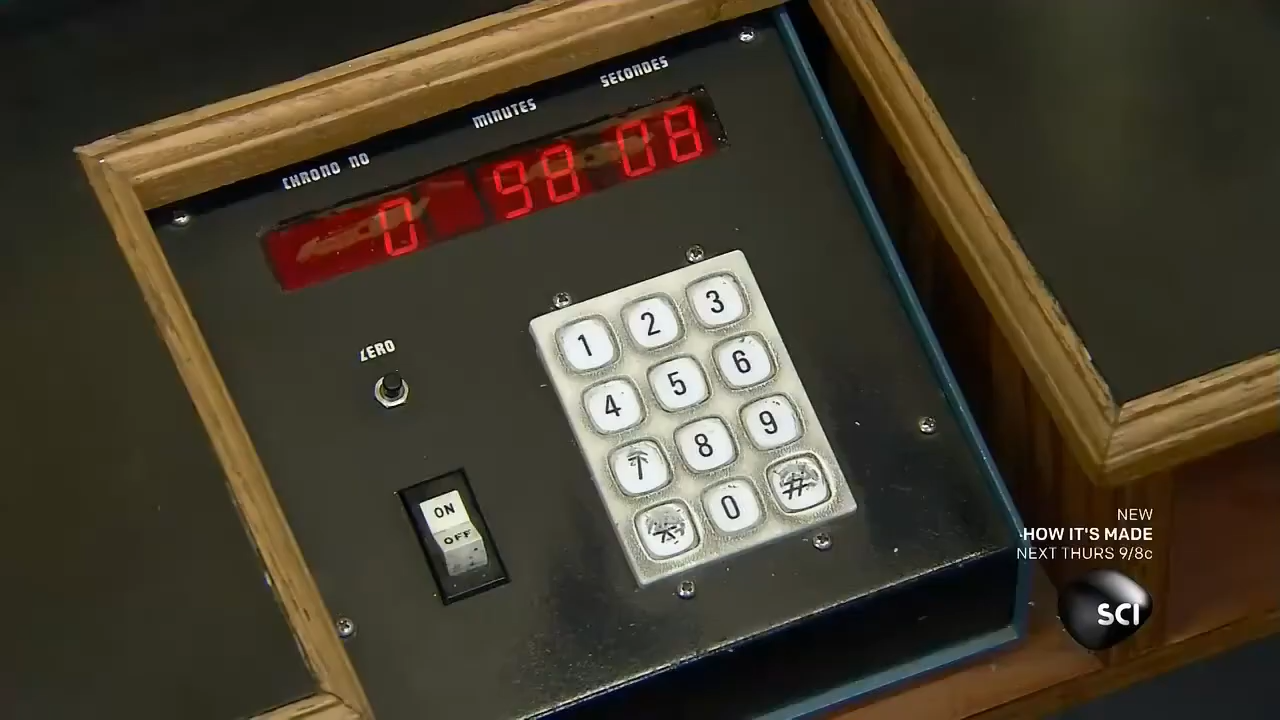 CHRONO NO
MINUTES
SECONDES
0 98 08
ZERO
ON
OFF
1 2 3
4 5 6
7 8 9
* 0 #
NEW
HOW IT'S MADE
NEXT THURS 9/8c
SCI